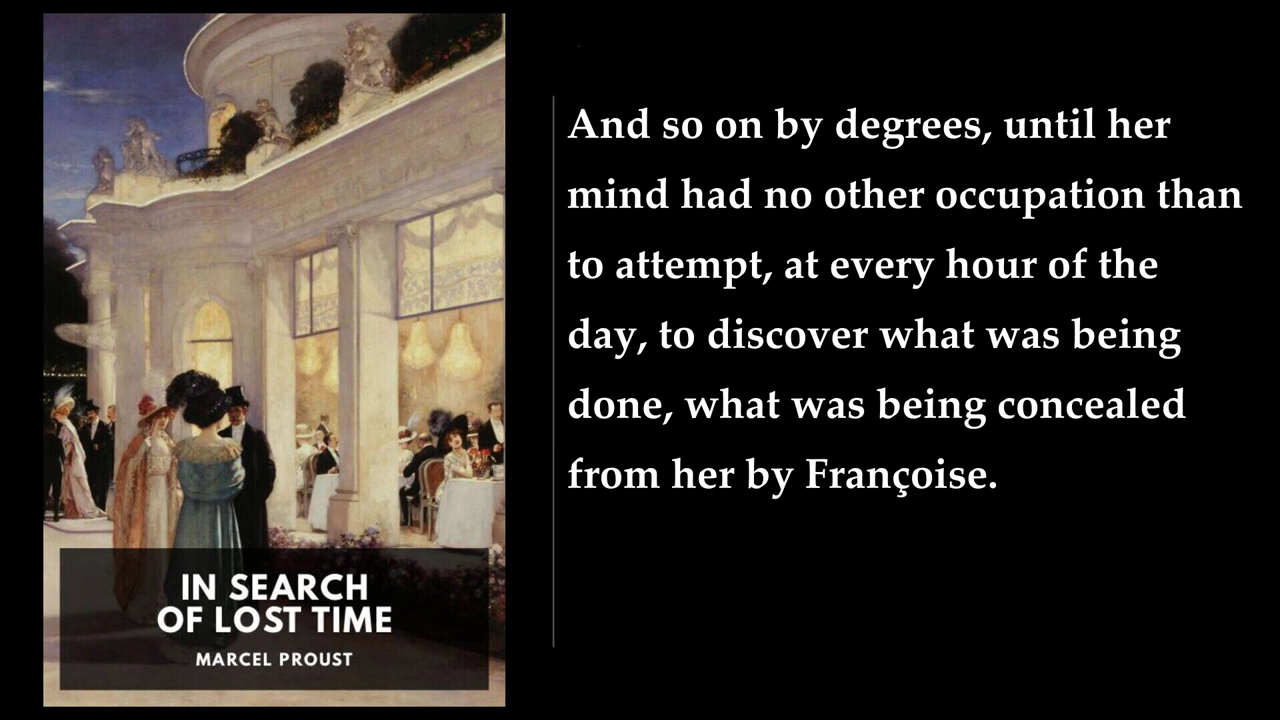 And so on by degrees, until her
mind had no other occupation than
to attempt, at every hour of the
day, to discover what was being
done, what was being concealed
from her by Françoise.
IN SEARCH
OF LOST TIME
MARCEL PROUST